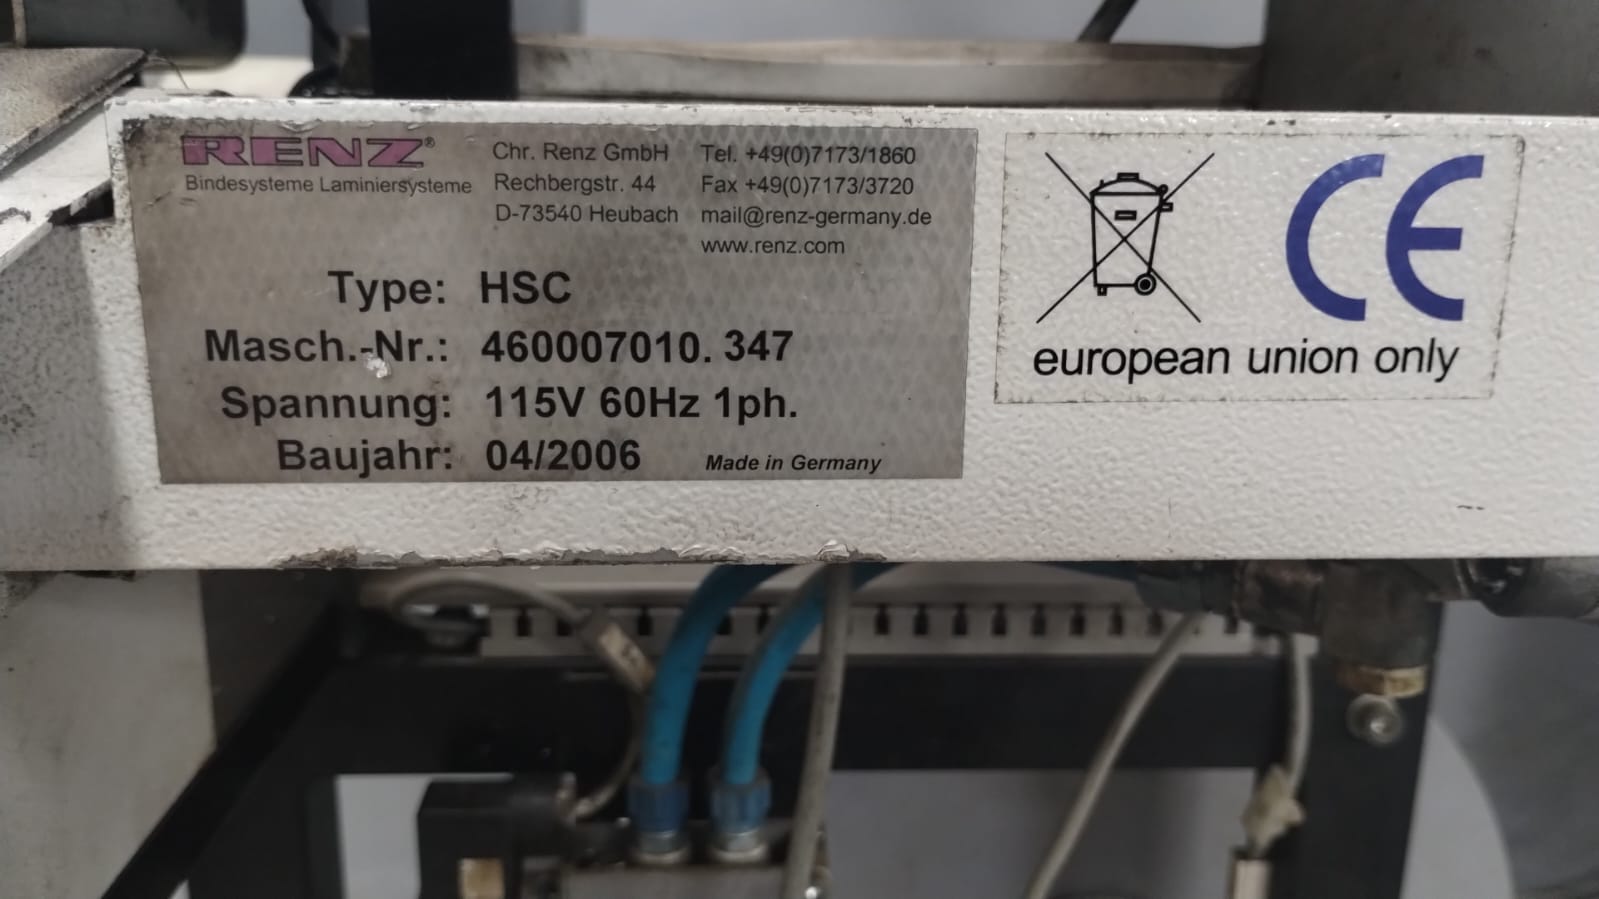 RENZ®
Bindesysteme Laminiersysteme
Chr. Renz GmbH
Rechbergstr. 44
D-73540 Heubach
Tel. +49(0)7173/1860
Fax +49(0)7173/3720
mail@renz-germany.de
www.renz.com
Type: HSC
Masch.-Nr.: 460007010. 347
Spannung: 115V 60Hz 1ph.
Baujahr: 04/2006
Made in Germany
CE
european union only